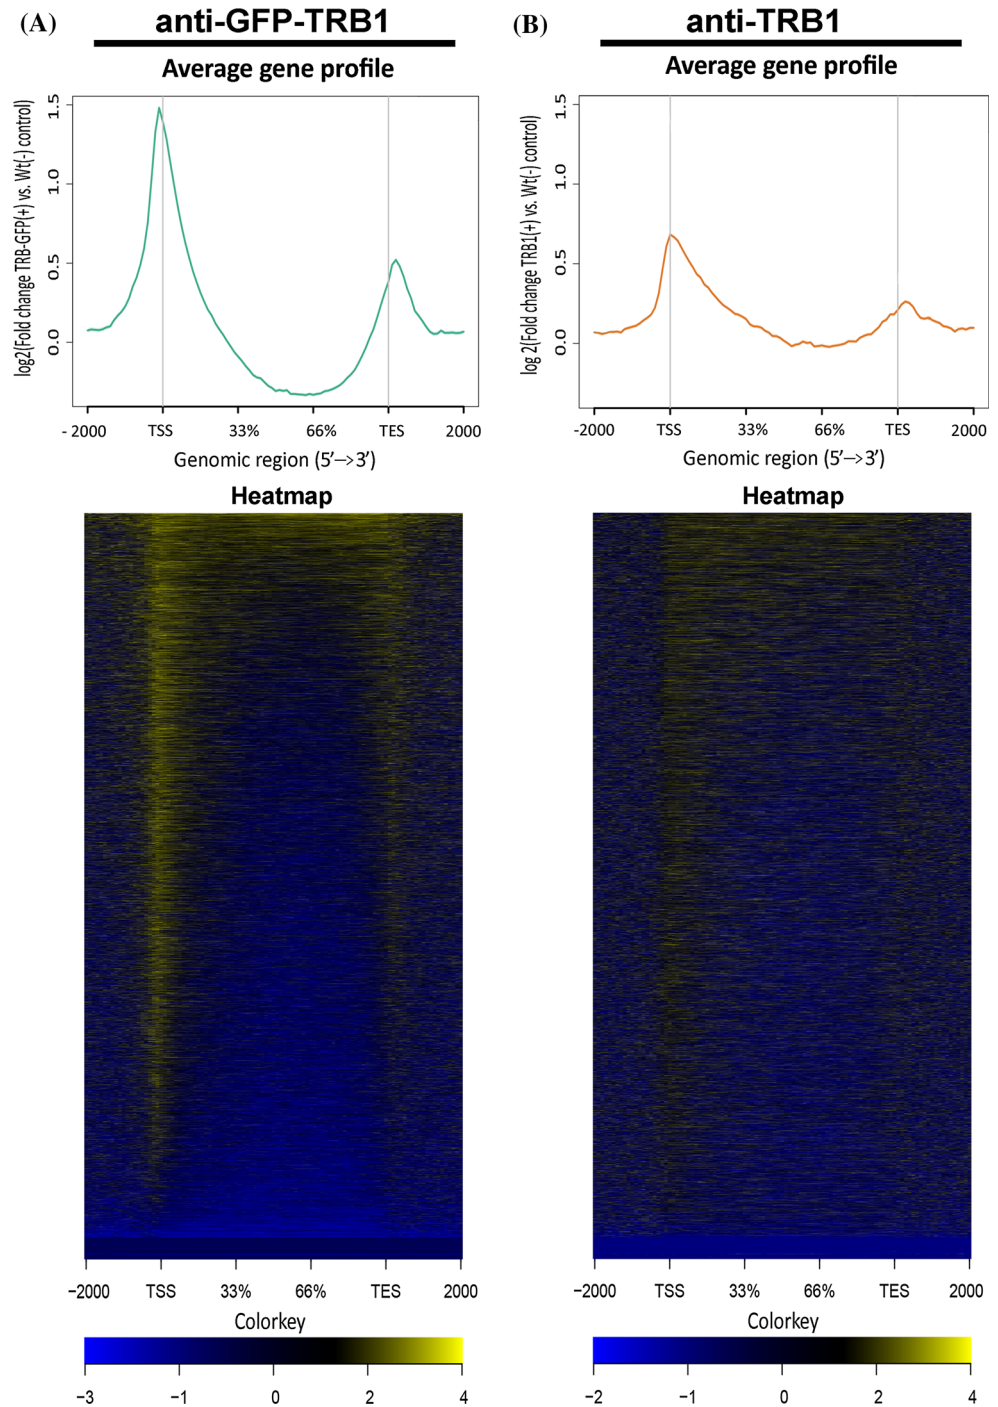 (A)
anti-GFP-TRB1
Average gene profile
log2(Fold change TRB-GFP(+) vs. Wt(-) control)
1.5
1.0
0.5
0.0
- 2000 TSS 33% 66% TES 2000
Genomic region (5′–>3′)
Heatmap
−2000 TSS 33% 66% TES 2000
Colorkey
−3 −1 0 2 4
(B)
anti-TRB1
Average gene profile
log 2(Fold change TRB1(+) vs. Wt(-) control)
1.5
1.0
0.5
0.0
-2000 TSS 33% 66% TES 2000
Genomic region (5′–>3′)
Heatmap
−2000 TSS 33% 66% TES 2000
Colorkey
−2 −1 0 2 4